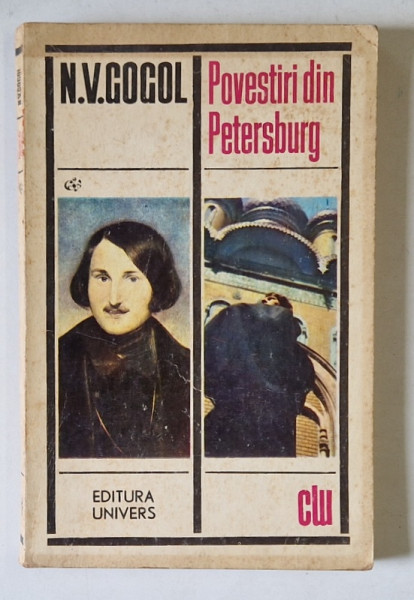 N.V.GOGOL
Povestiri din
Petersburg
EDITURA
UNIVERS
clu